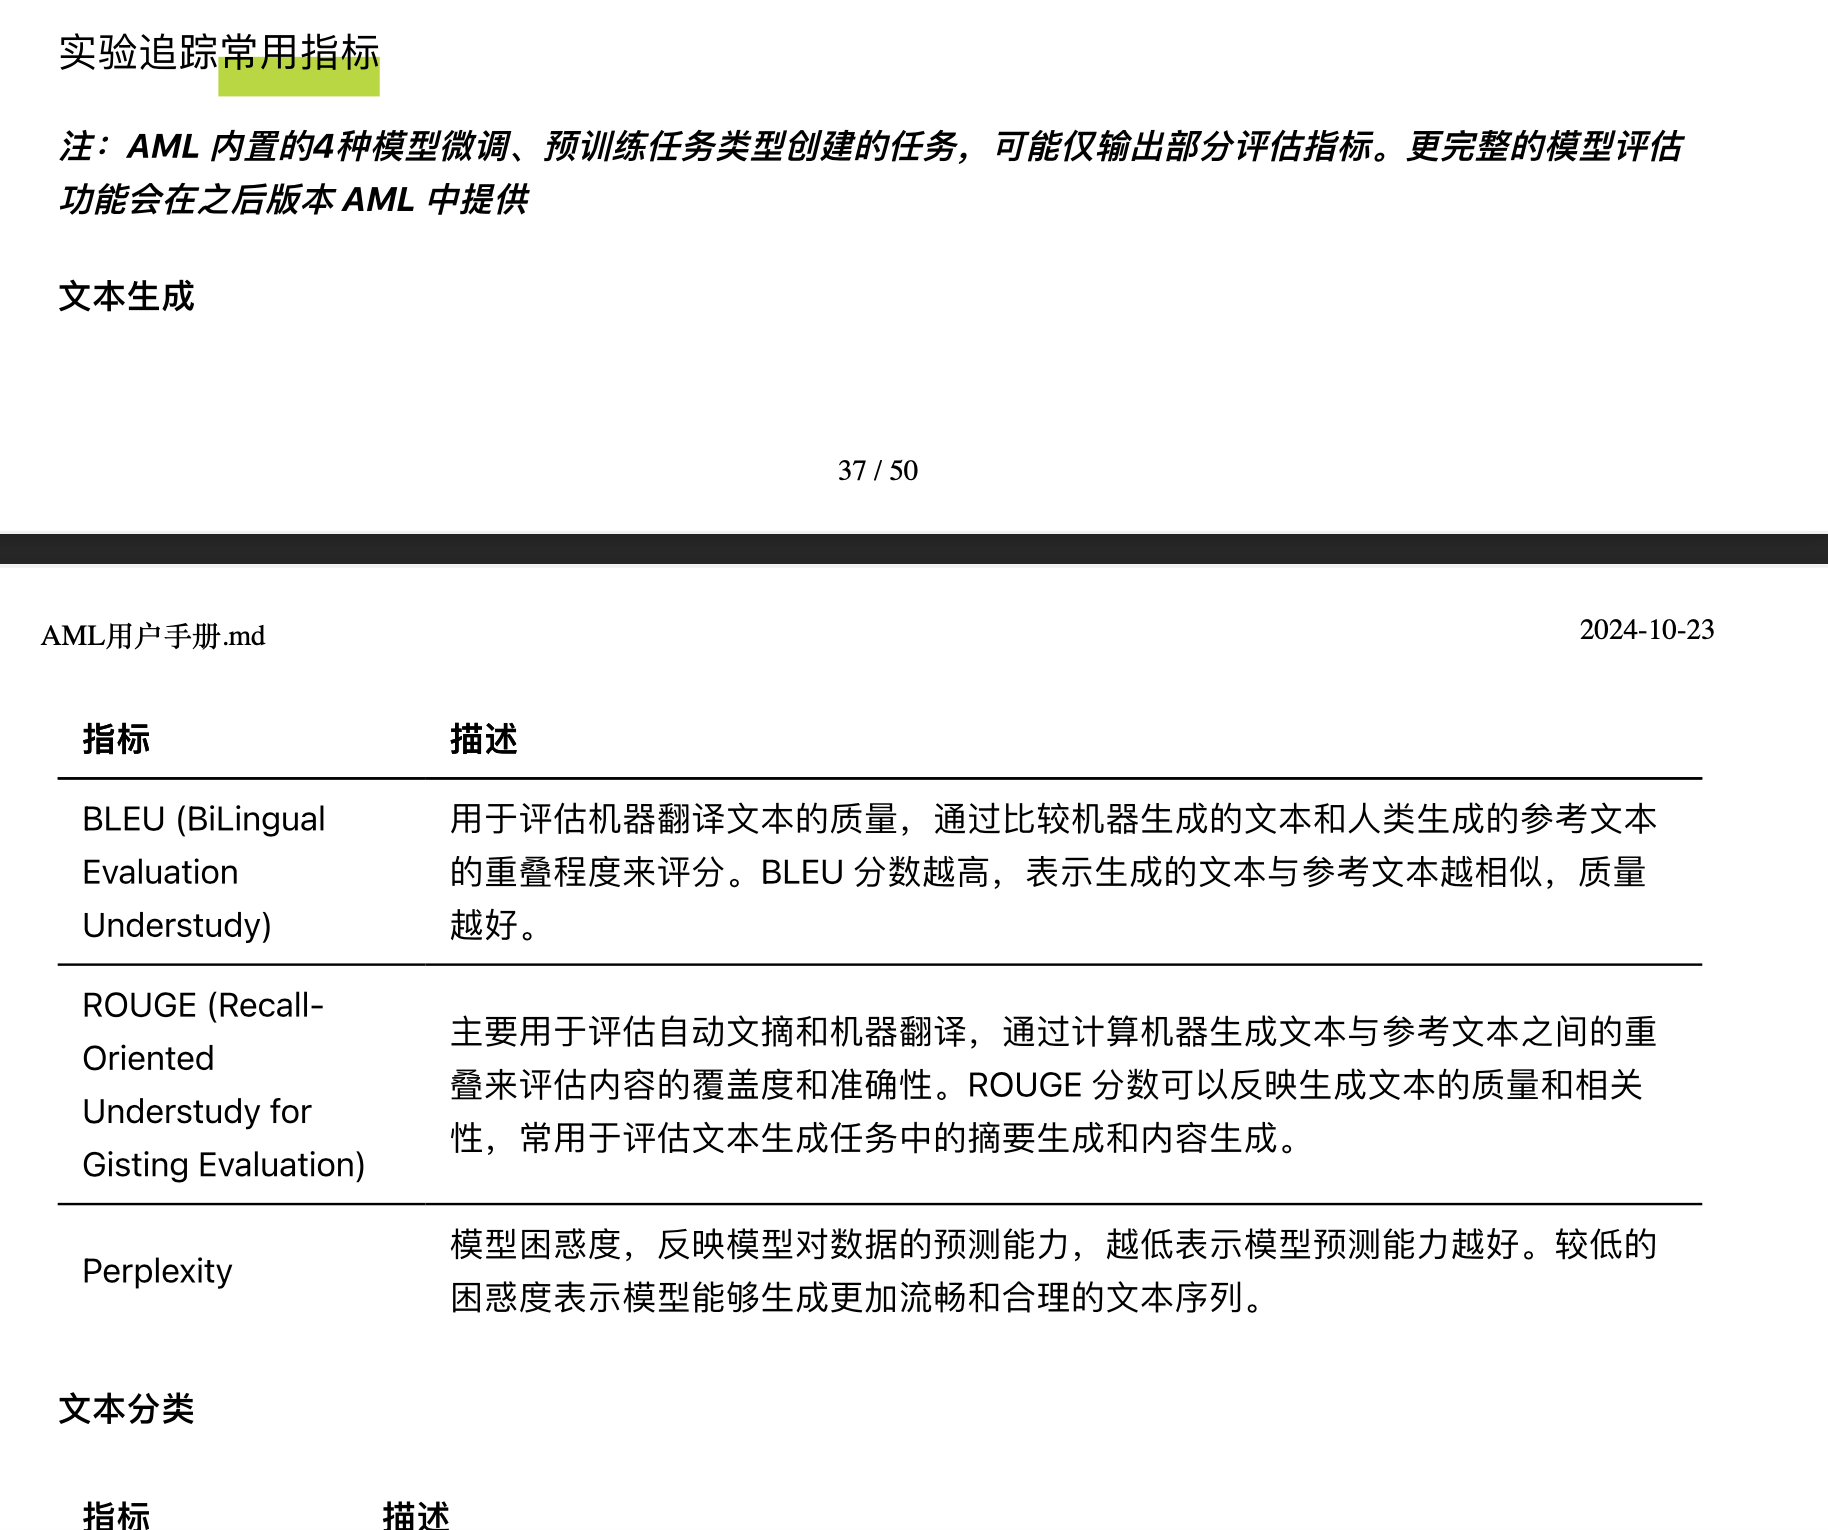 实验追踪常用指标
注：AML 内置的4种模型微调、预训练任务类型创建的任务，可能仅输出部分评估指标。更完整的模型评估
功能会在之后版本 AML 中提供
文本生成
37 / 50
AML用户手册.md
2024-10-23
指标
描述
BLEU (BiLingual
Evaluation
Understudy)
用于评估机器翻译文本的质量，通过比较机器生成的文本和人类生成的参考文本
的重叠程度来评分。BLEU 分数越高，表示生成的文本与参考文本越相似，质量
越好。
ROUGE (Recall-
Oriented
Understudy for
Gisting Evaluation)
主要用于评估自动文摘和机器翻译，通过计算机器生成文本与参考文本之间的重
叠来评估内容的覆盖度和准确性。ROUGE 分数可以反映生成文本的质量和相关
性，常用于评估文本生成任务中的摘要生成和内容生成。
Perplexity
模型困惑度，反映模型对数据的预测能力，越低表示模型预测能力越好。较低的
困惑度表示模型能够生成更加流畅和合理的文本序列。
文本分类
指标
描述